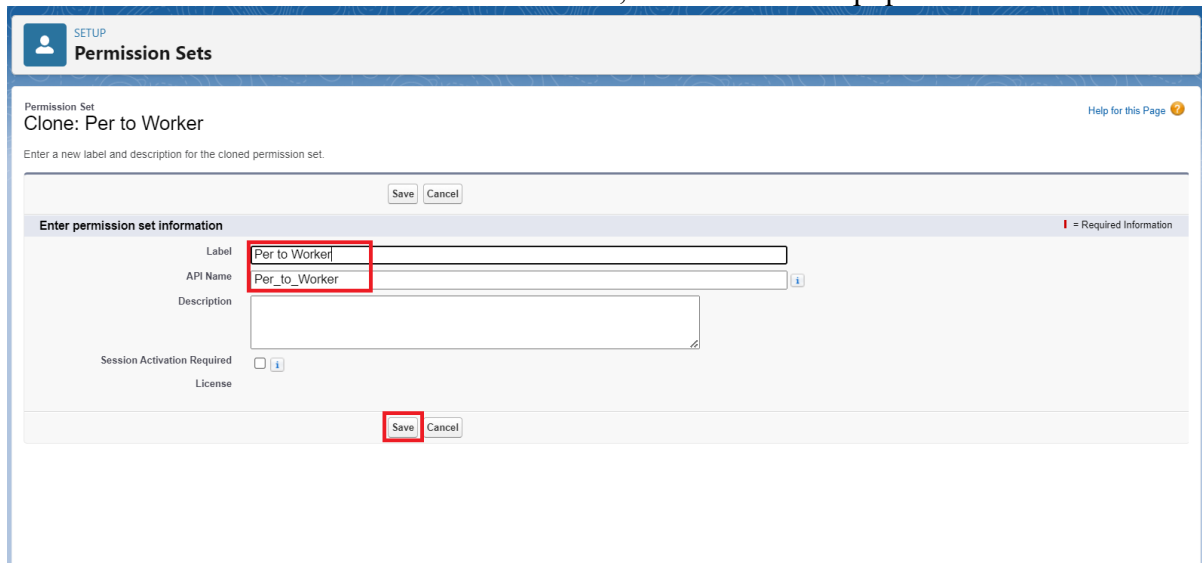 SETUP
Permission Sets
Permission Set
Clone: Per to Worker
Help for this Page ?
Enter a new label and description for the cloned permission set.
Save Cancel
Enter permission set information
= Required Information
Label Per to Worker
API Name Per_to_Worker i
Description
Session Activation Required i
License
Save Cancel